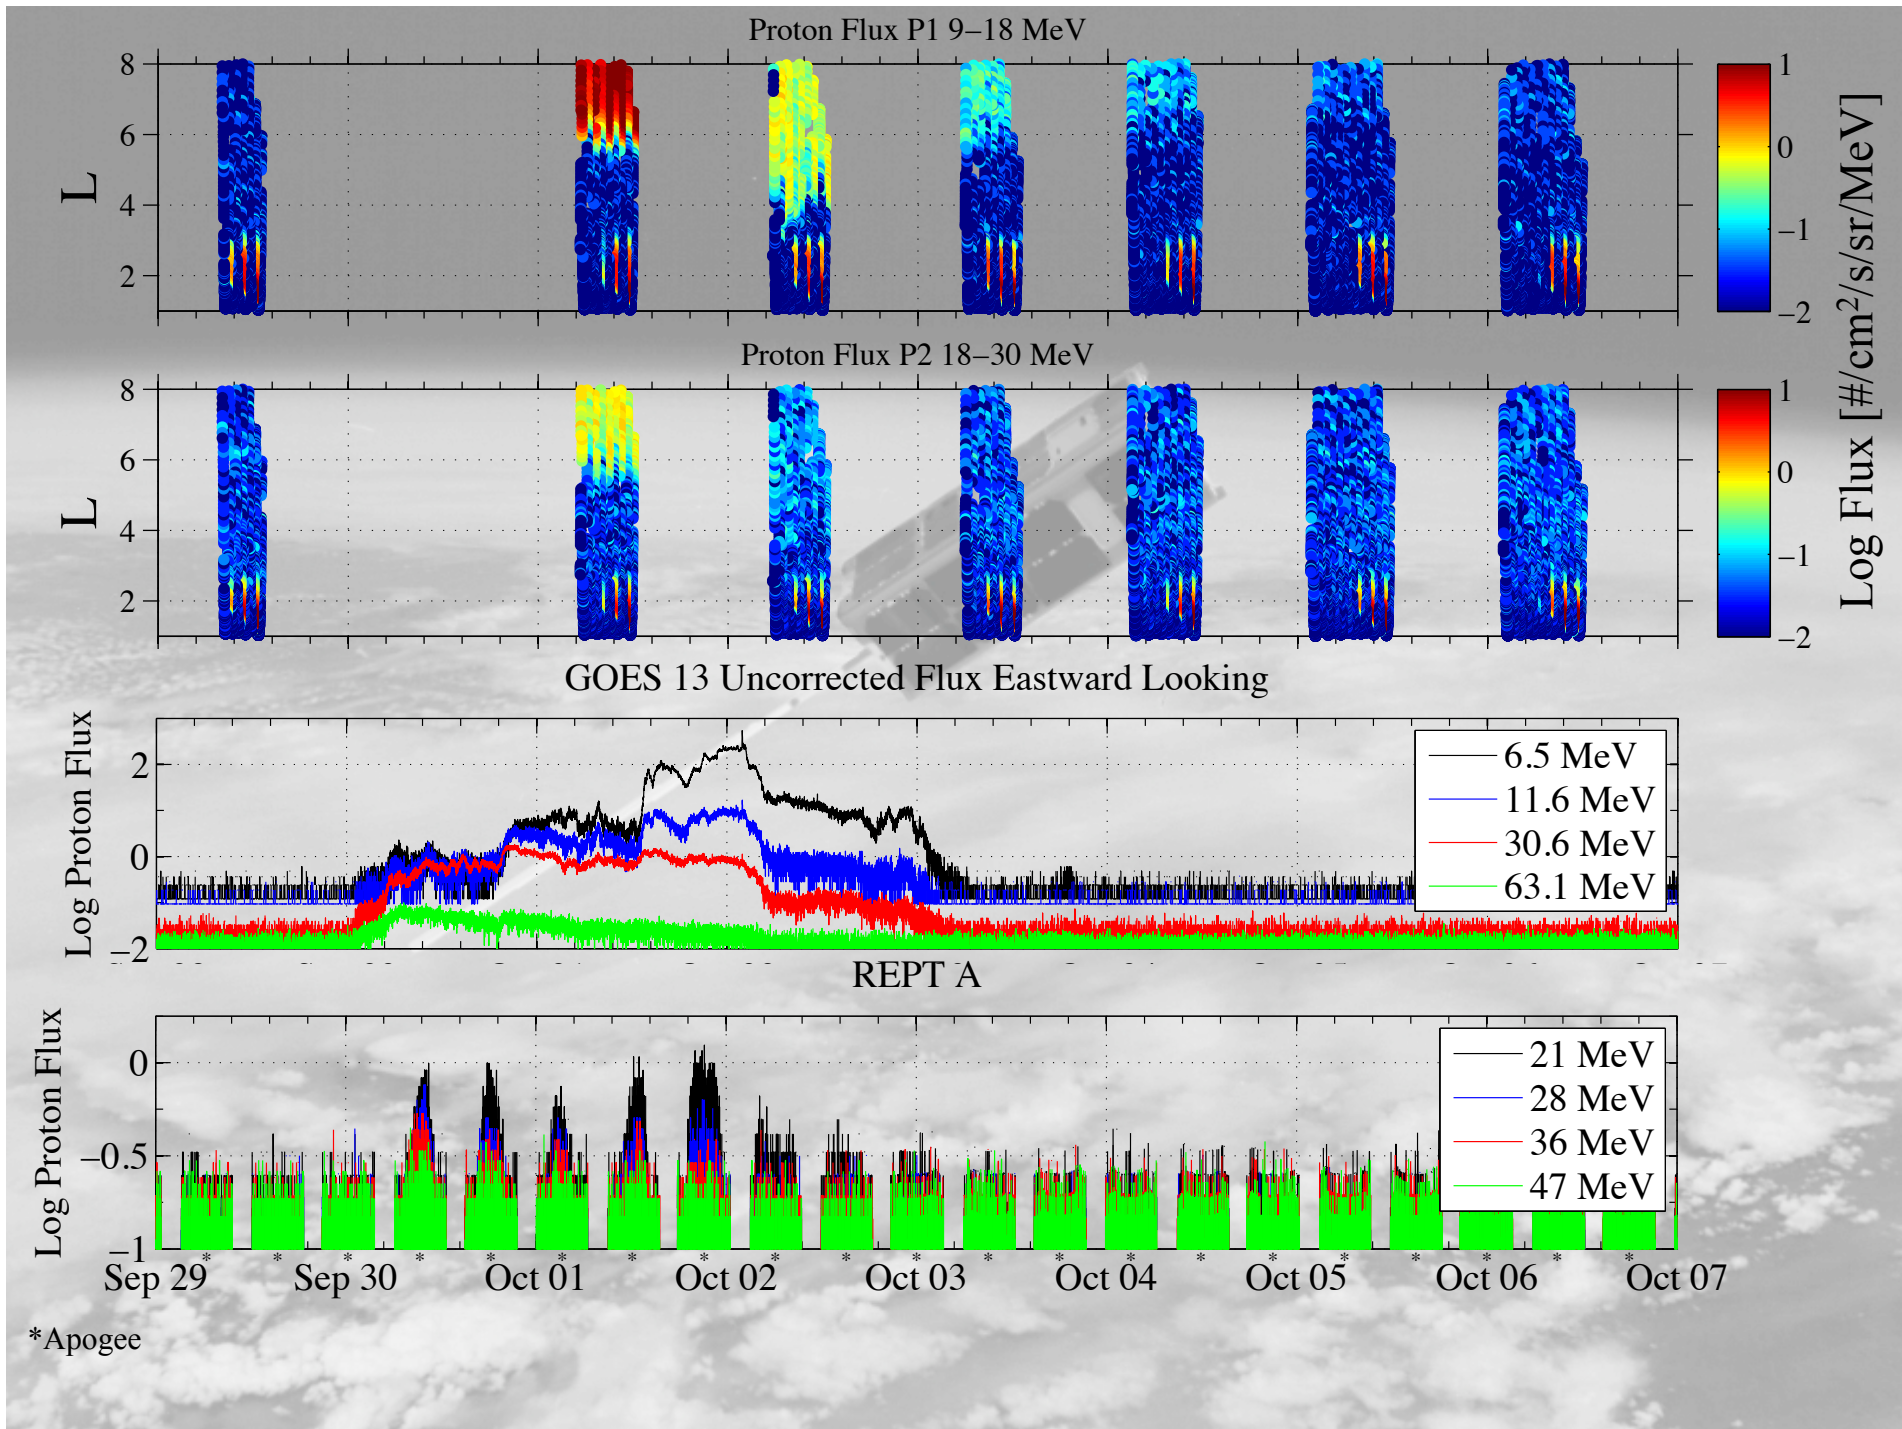 Proton Flux P1 9–18 MeV
8
6
4
2
L
1
0
−1
−2
Proton Flux P2 18–30 MeV
8
6
4
2
L
1
0
−1
−2
Log Flux [#/cm²/s/sr/MeV]
GOES 13 Uncorrected Flux Eastward Looking
Log Proton Flux
2
0
−2
6.5 MeV
11.6 MeV
30.6 MeV
63.1 MeV
REPT A
Log Proton Flux
0
−0.5
−1
21 MeV
28 MeV
36 MeV
47 MeV
* * * * * * * * * * * * * * * * * * * * *
Sep 29 Sep 30 Oct 01 Oct 02 Oct 03 Oct 04 Oct 05 Oct 06 Oct 07
*Apogee